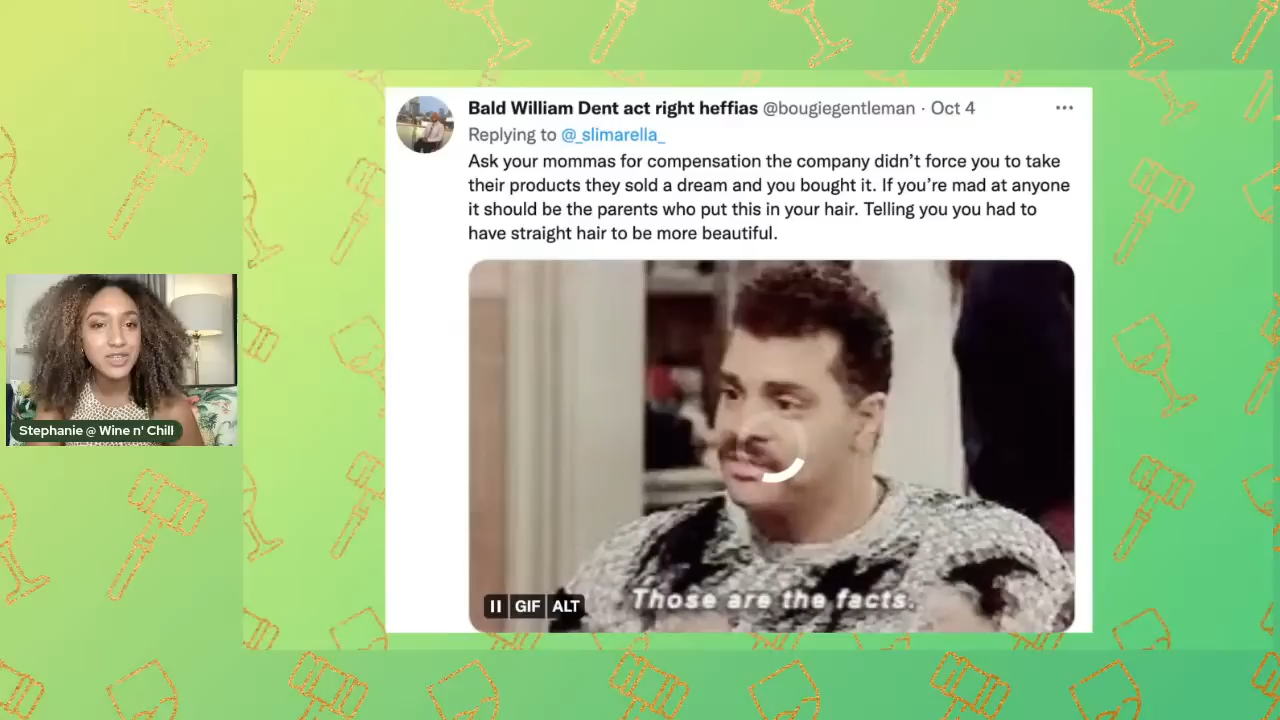 Bald William Dent act right heffias @bougiegentleman · Oct 4
Replying to @_slimarella_
Ask your mommas for compensation the company didn’t force you to take
their products they sold a dream and you bought it. If you’re mad at anyone
it should be the parents who put this in your hair. Telling you you had to
have straight hair to be more beautiful.
Stephanie @ Wine n' Chill
Those are the facts.
GIF ALT